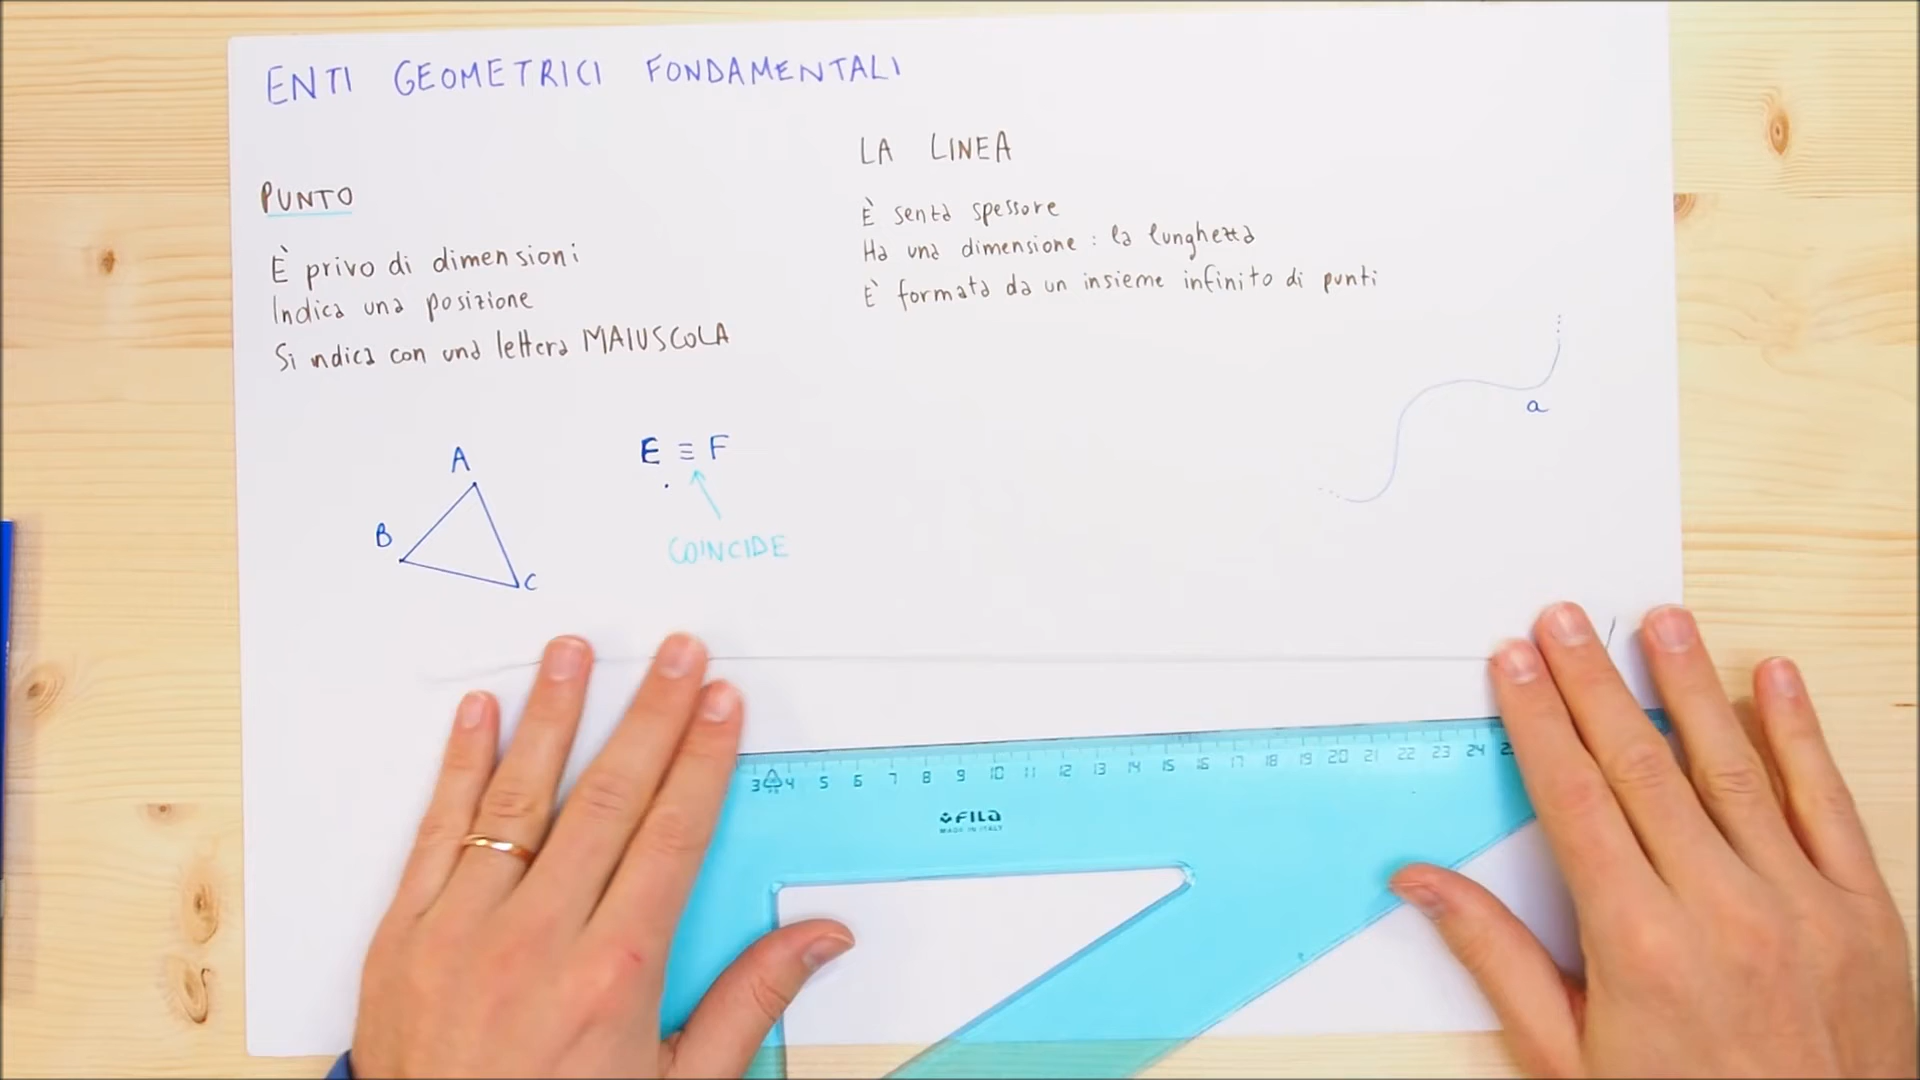 ENTI GEOMETRICI FONDAMENTALI
PUNTO
È privo di dimensioni
Indica una posizione
Si indica con una lettera MAIUSCOLA
A
B
C
E ≡ F
COINCIDE
LA LINEA
È senza spessore
Ha una dimensione : la lunghezza
È formata da un insieme infinito di punti
a
3 4 5 6 7 8 9 10 11 12 13 14 15 16 17 18 19 20 21 22 23 24
FILA
MADE IN ITALY